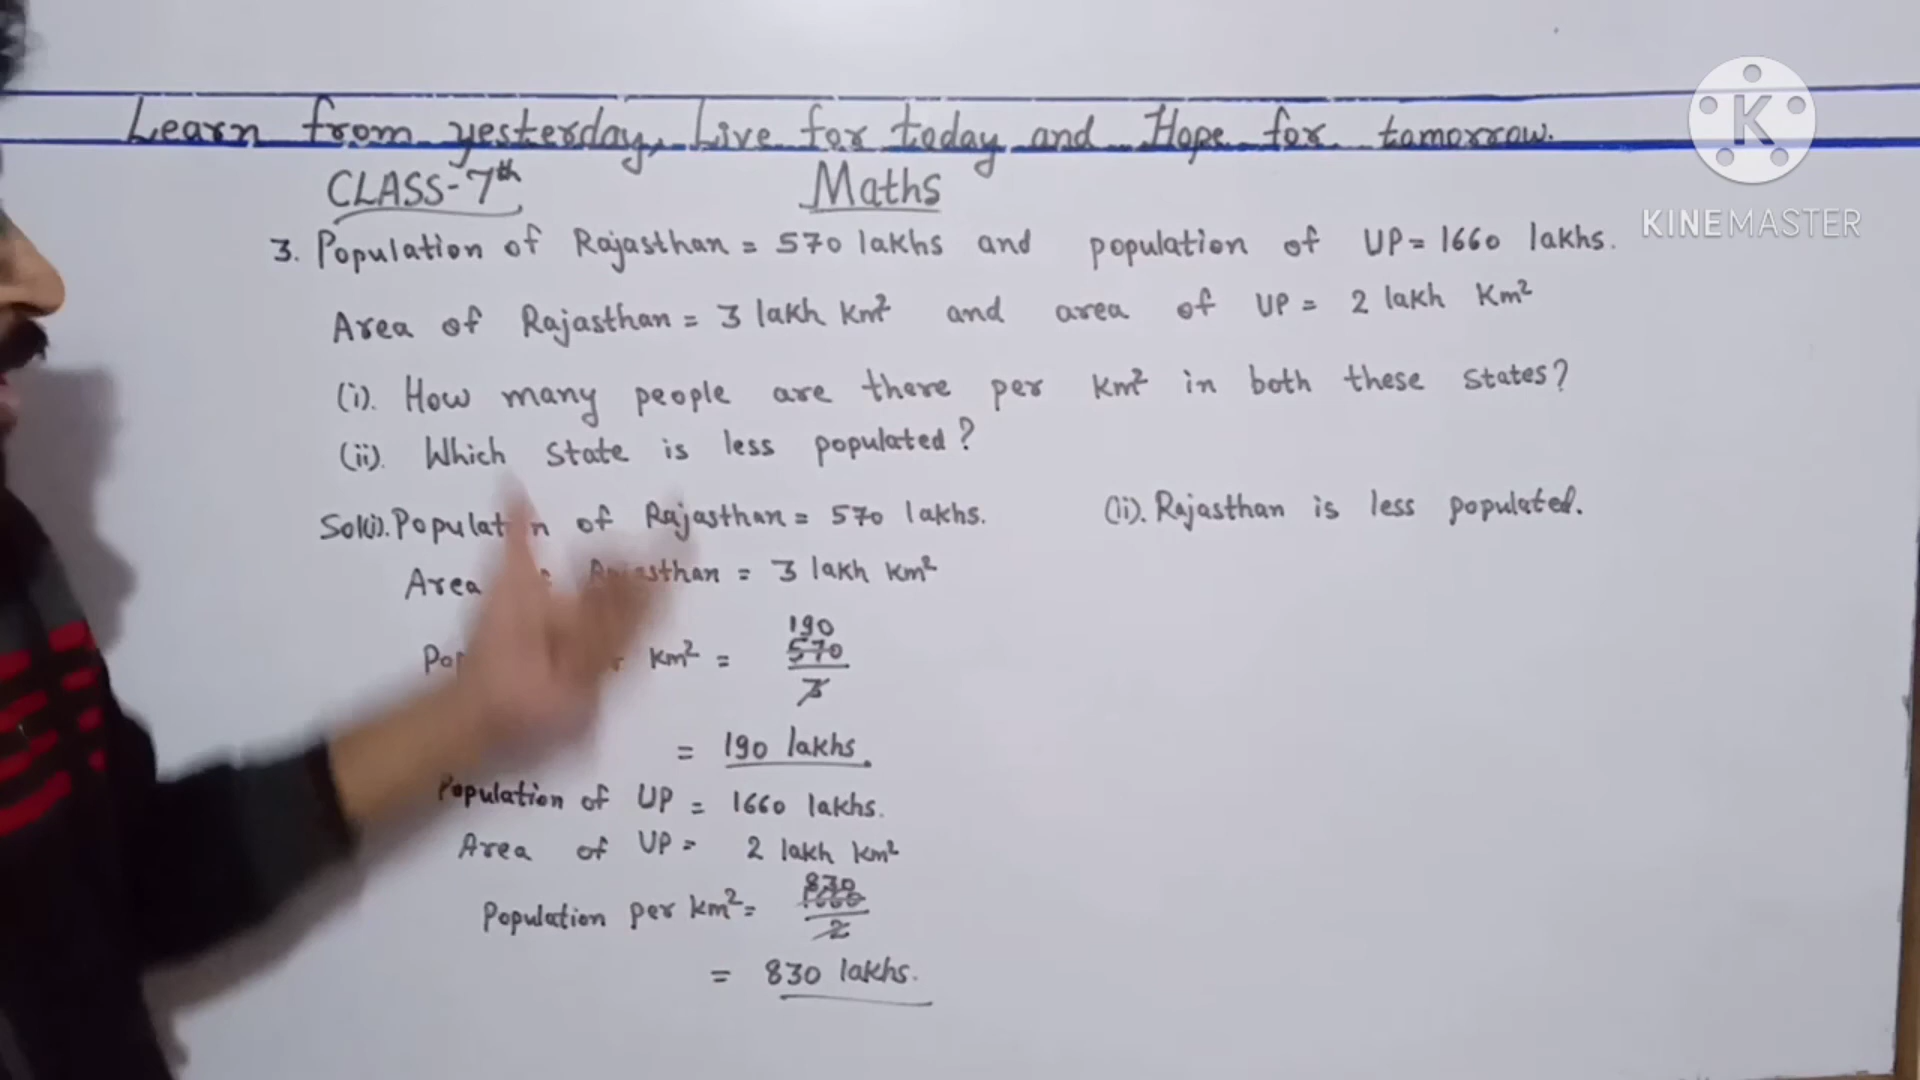 Learn from yesterday, Live for today and Hope for tomorrow.
CLASS-7th Maths
K
KINEMASTER
3. Population of Rajasthan = 570 lakhs and population of UP = 1660 lakhs.
Area of Rajasthan = 3 lakh Km² and area of UP = 2 lakh Km²
(i). How many people are there per Km² in both these states?
(ii). Which state is less populated?
Sol(i). Populat n of Rajasthan = 570 lakhs.
Area Rajasthan = 3 lakh Km²
190
Km² = 570
3
= 190 lakhs.
Population of UP = 1660 lakhs.
Area of UP = 2 lakh Km²
830
Population per Km² = 1660
2
= 830 lakhs.
(ii). Rajasthan is less populated.